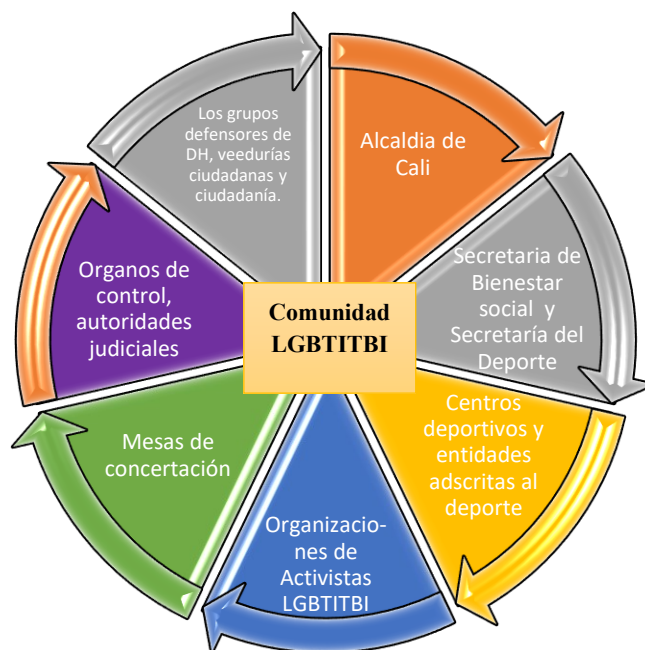 Los grupos
defensores de
DH, veedurías
ciudadanas y
ciudadanía.
Alcaldia de
Cali
Secretaria de
Bienestar
social y
Secretaría del
Deporte
Centros
deportivos y
entidades
adscritas al
deporte
Organizacio-
nes de
Activistas
LGBTITBI
Mesas de
concertación
Organos de
control,
autoridades
judiciales
Comunidad
LGBTITBI